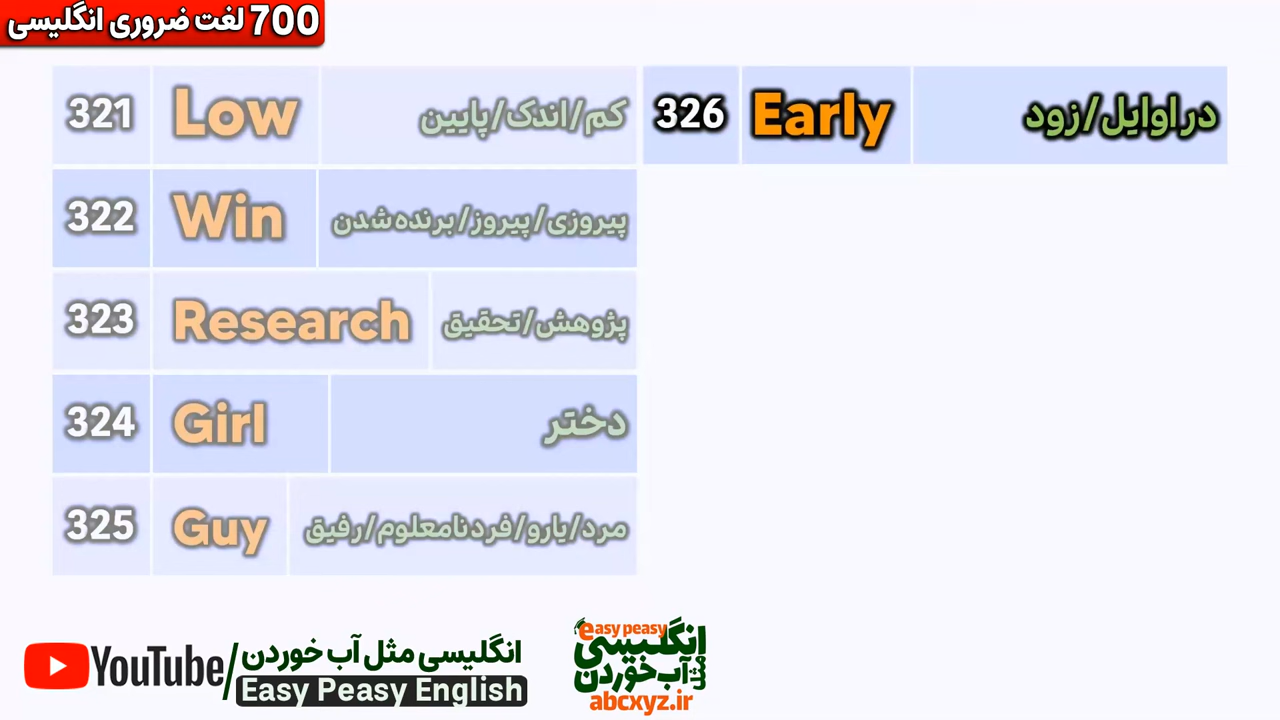 700 لغت ضروری انگلیسی
321 Low کم/اندک/پایین
322 Win پیروزی/پیروز/برنده شدن
323 Research پژوهش/تحقیق
324 Girl دختر
325 Guy مرد/یارو/فرد نامعلوم/رفیق
326 Early در اوایل/زود
YouTube/انگلیسی مثل آب خوردن
Easy Peasy English
easy peasy
انگلیسی
مثل آب خوردن
abcxyz.ir